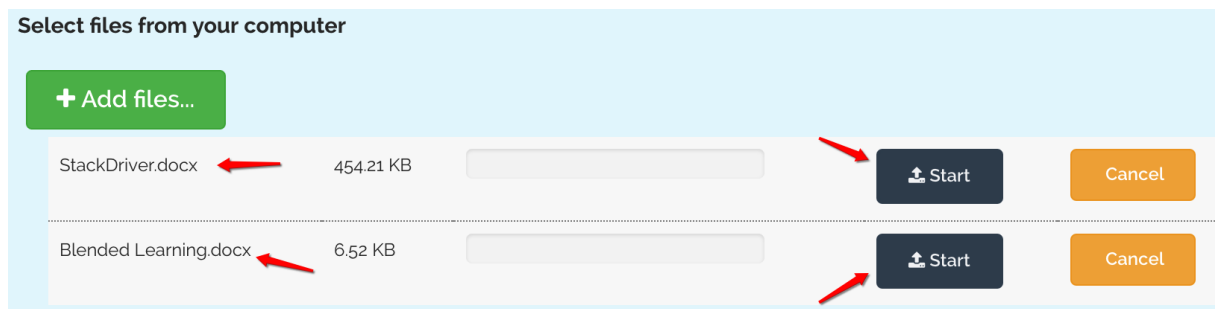 Select files from your computer
+ Add files...
StackDriver.docx 454.21 KB Start Cancel
Blended Learning.docx 6.52 KB Start Cancel